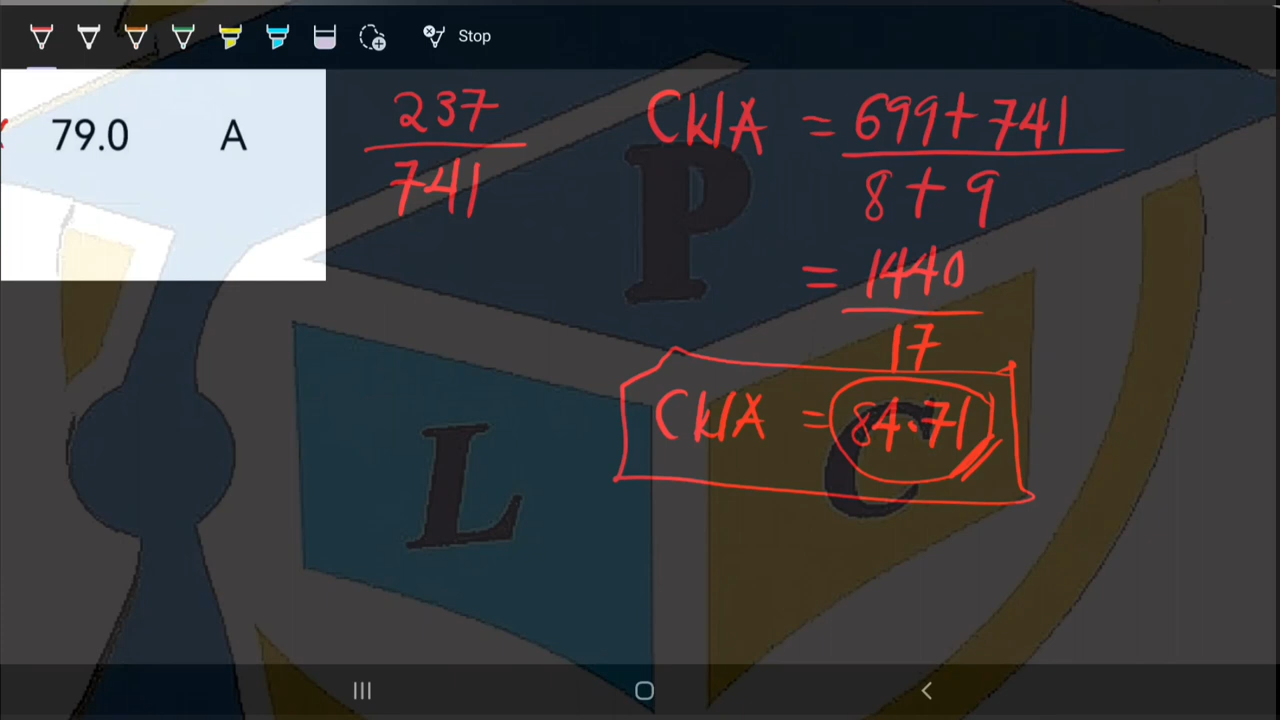 Stop
79.0 A
237
741
CWA = 699 + 741
8 + 9
= 1440
17
CWA = 84.71
P
L
C